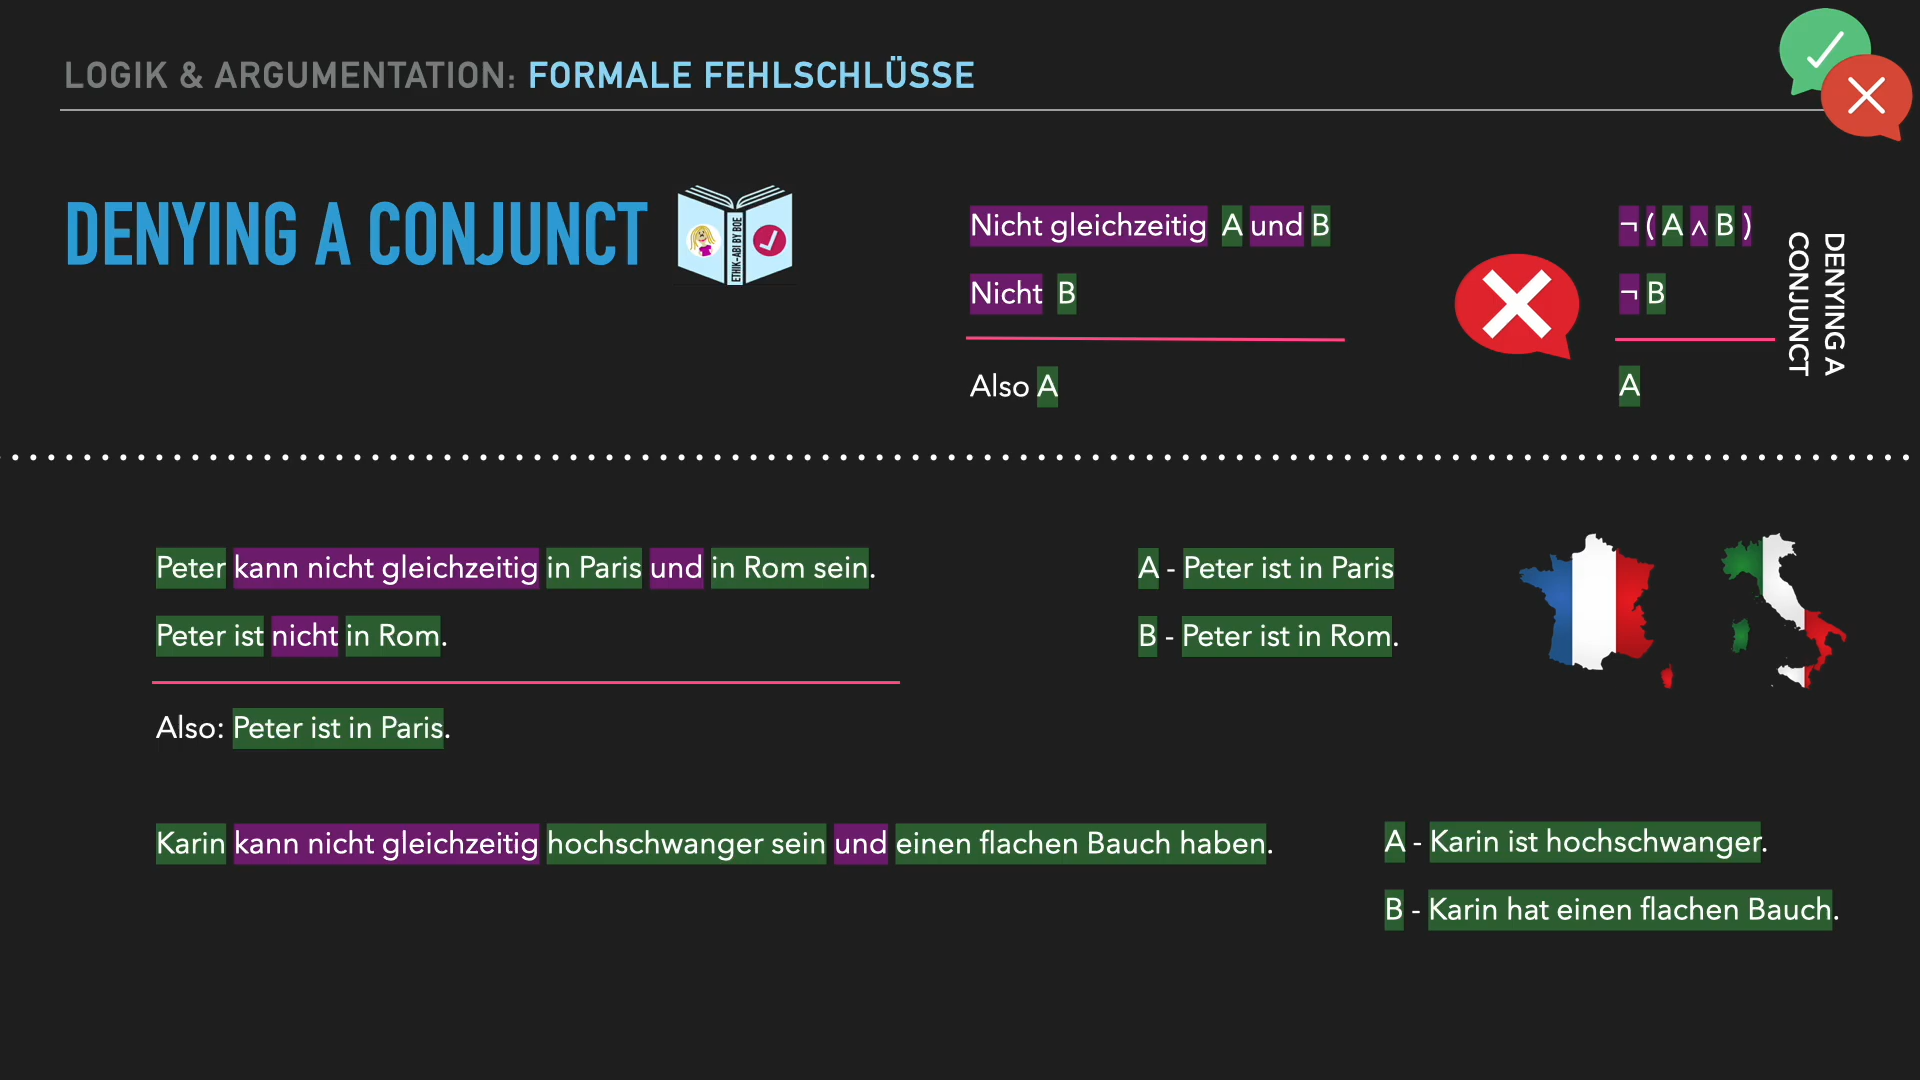 LOGIK & ARGUMENTATION: FORMALE FEHLSCHLÜSSE
DENYING A CONJUNCT
ETHIK-ABI BY BOE
Nicht gleichzeitig A und B
Nicht B
Also A
¬ ( A ∧ B )
¬ B
A
DENYING A
CONJUNCT
Peter kann nicht gleichzeitig in Paris und in Rom sein.
Peter ist nicht in Rom.
Also: Peter ist in Paris.
A - Peter ist in Paris
B - Peter ist in Rom.
Karin kann nicht gleichzeitig hochschwanger sein und einen flachen Bauch haben.
A - Karin ist hochschwanger.
B - Karin hat einen flachen Bauch.